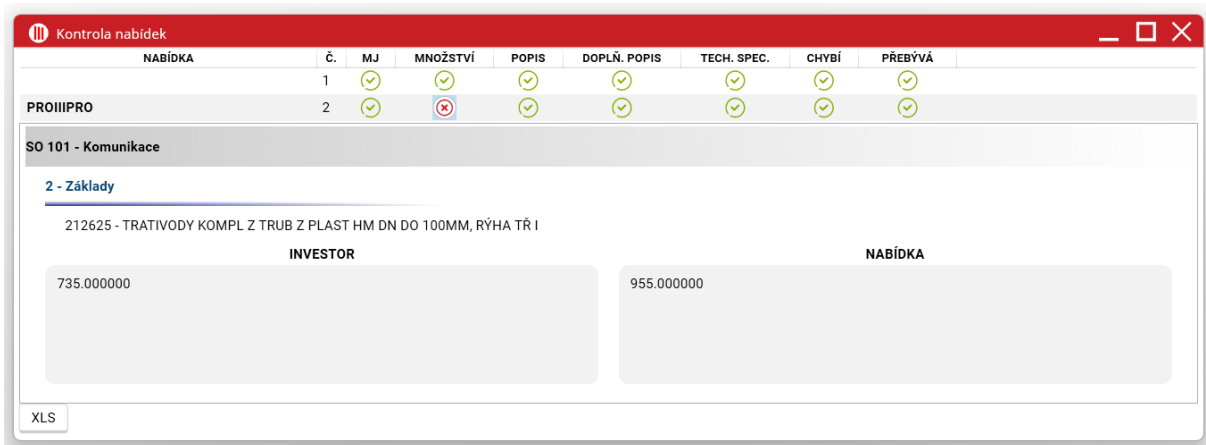 Kontrola nabídek
NABÍDKA Č. MJ MNOŽSTVÍ POPIS DOPLŇ. POPIS TECH. SPEC. CHYBÍ PŘEBÝVÁ
1
PROIIIPRO 2
SO 101 - Komunikace
2 - Základy
212625 - TRATIVODY KOMPL Z TRUB Z PLAST HM DN DO 100MM, RÝHA TŘ I
INVESTOR NABÍDKA
735.000000 955.000000
XLS